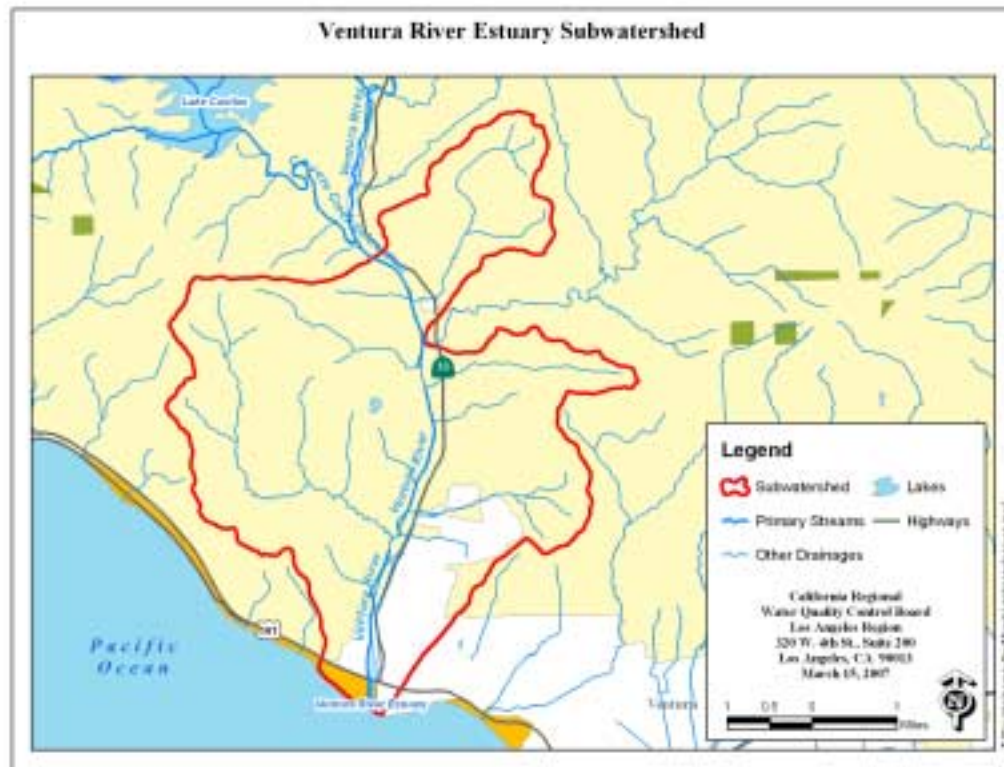 Ventura River Estuary Subwatershed
Lake Casitas
Ventura River
Ventura River
Ventura River
101
Pacific
Ocean
Ventura River Estuary
Ventura
Legend
Subwatershed
Lakes
Primary Streams
Highways
Other Drainages
California Regional
Water Quality Control Board
Los Angeles Region
320 W. 4th St., Suite 200
Los Angeles, CA 90013
March 15, 2007
1 0.5 0 1
Miles